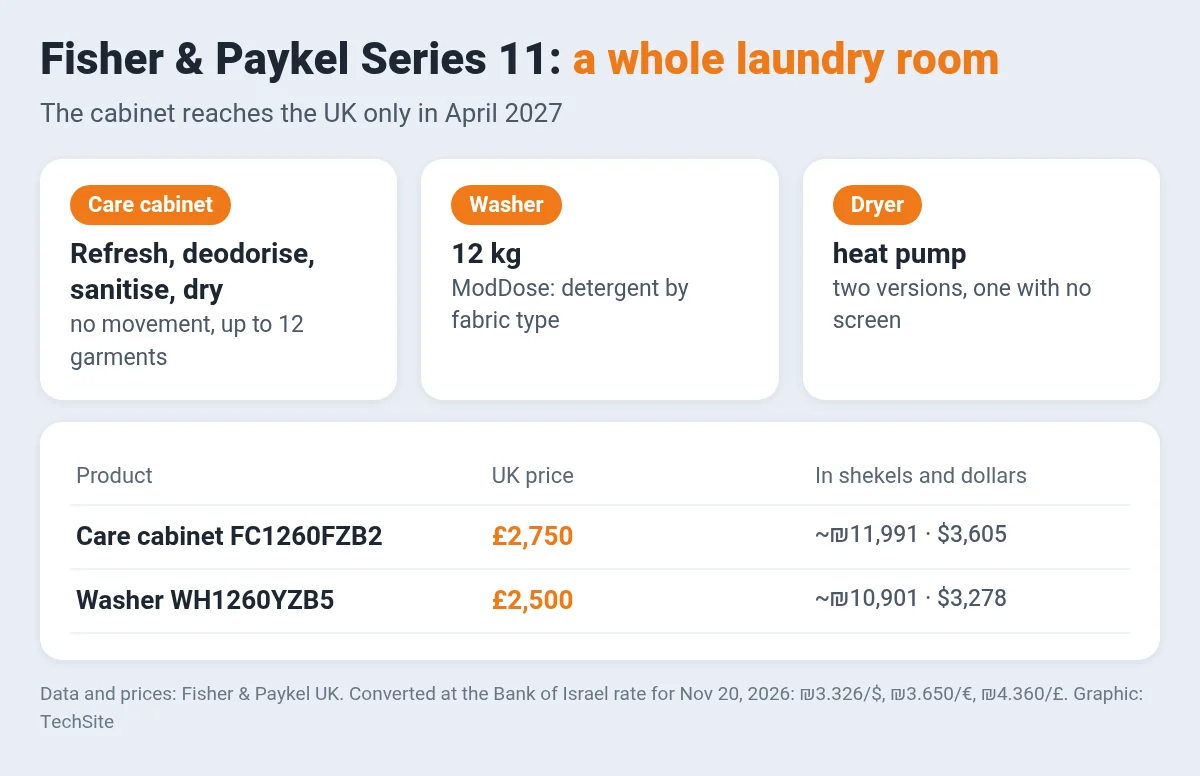 Fisher & Paykel Series 11: a whole laundry room
The cabinet reaches the UK only in April 2027
Care cabinet
Refresh, deodorise,
sanitise, dry
no movement, up to 12
garments
Washer
12 kg
ModDose: detergent by
fabric type
Dryer
heat pump
two versions, one with no
screen
Product UK price In shekels and dollars
Care cabinet FC1260FZB2 £2,750 ~₪11,991 · $3,605
Washer WH1260YZB5 £2,500 ~₪10,901 · $3,278
Data and prices: Fisher & Paykel UK. Converted at the Bank of Israel rate for Nov 20, 2026: ₪3.326/$, ₪3.650/€, ₪4.360/£. Graphic:
TechSite